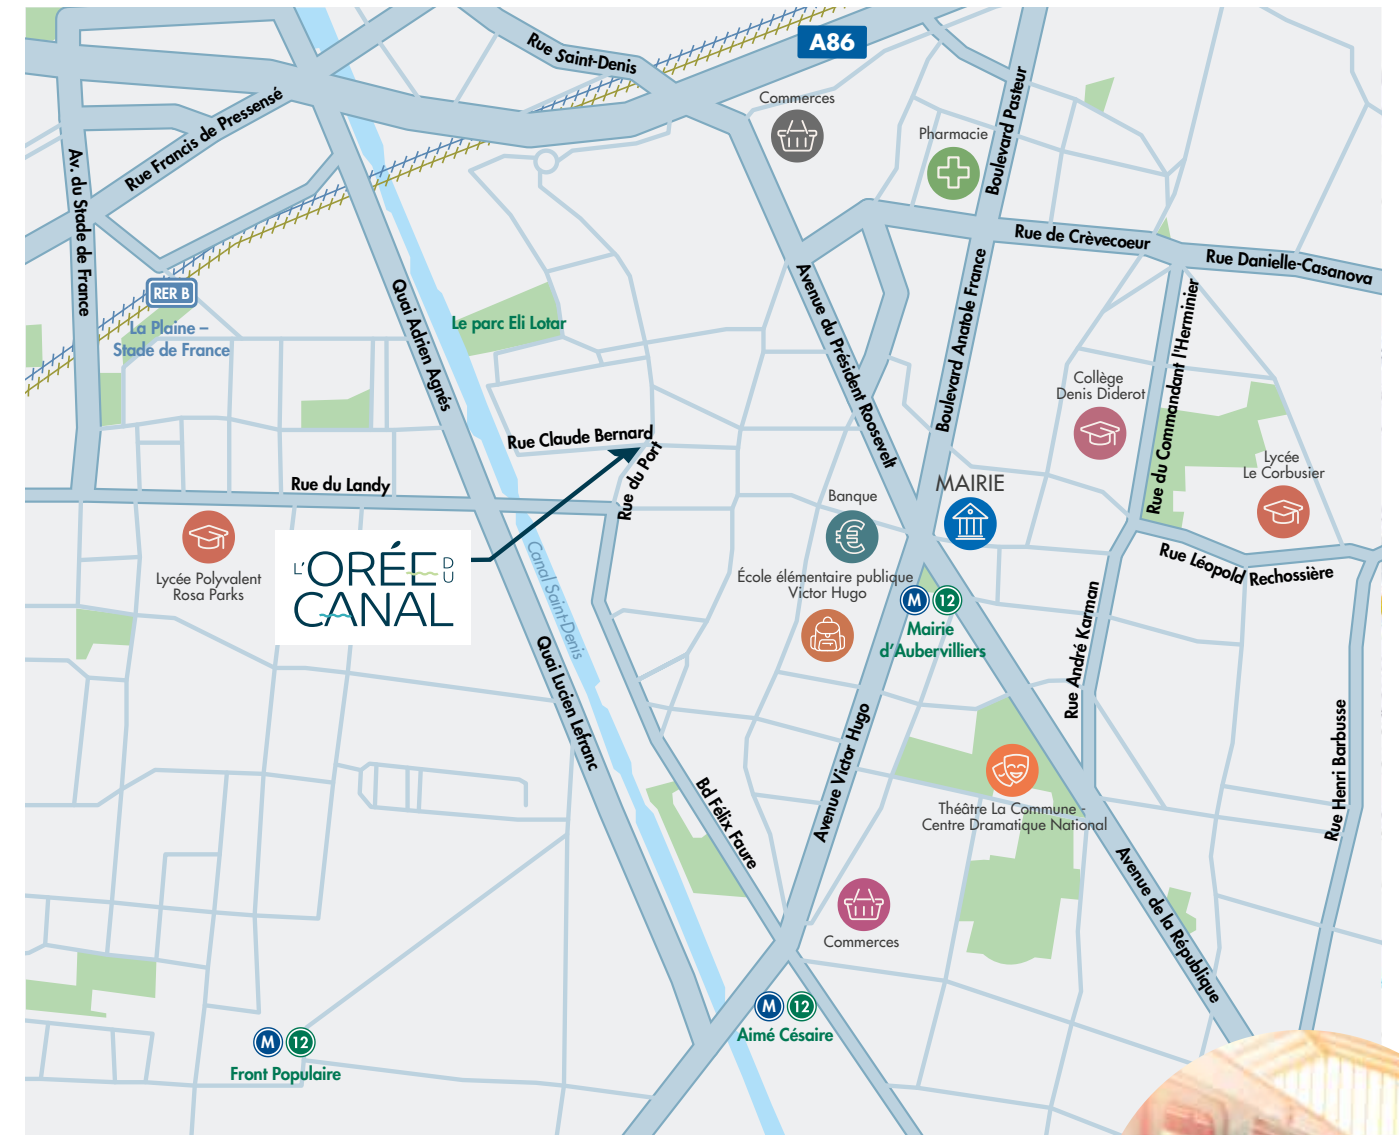 A86
Rue Saint-Denis
Commerces
Boulevard Pasteur
Pharmacie
Rue Francis de Pressensé
Av. du Stade de France
Rue de Crèvecoeur
Rue Danielle-Casanova
RER B
La Plaine –
Stade de France
Quai Adrien Agnés
Le parc Eli Lotar
Avenue du Président Roosevelt
Boulevard Anatole France
Rue du Commandant l'Herminier
Collège
Denis Diderot
Rue Claude Bernard
Rue du Port
Lycée
Le Corbusier
Rue du Landy
MAIRIE
Banque
Lycée Polyvalent
Rosa Parks
L'ORÉE DU
CANAL
Canal Saint-Denis
École élémentaire publique
Victor Hugo
Rue Léopold Rechossière
M 12
Mairie
d'Aubervilliers
Rue André Karman
Quai Lucien Lefranc
Avenue Victor Hugo
Rue Henri Barbusse
Bd Félix Faure
Théâtre La Commune -
Centre Dramatique National
Avenue de la République
Commerces
M 12
Aimé Césaire
M 12
Front Populaire